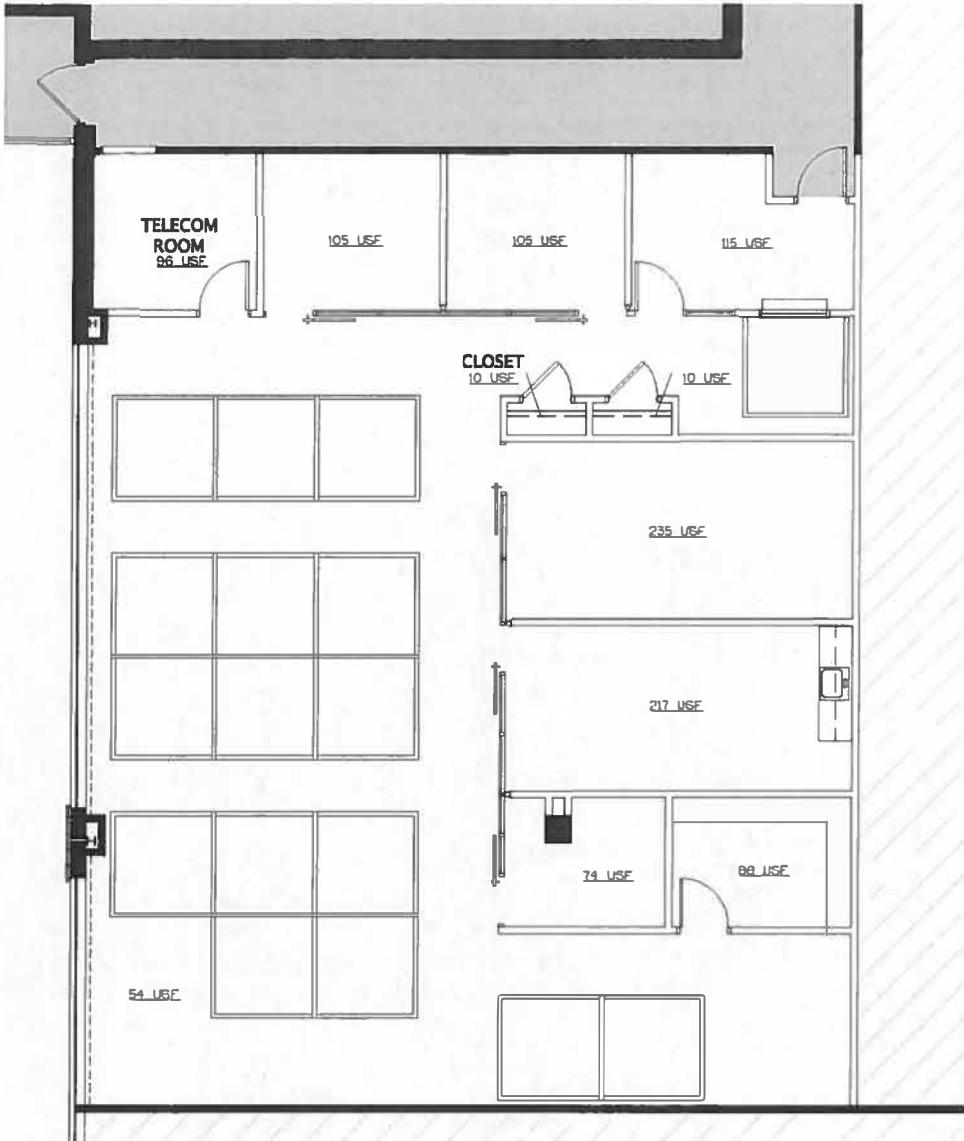 TELECOM
ROOM
96 USF
105 USF
105 USF
115 USF
CLOSET
10 USF
10 USF
235 USF
217 USF
74 USF
88 USF
54 USF